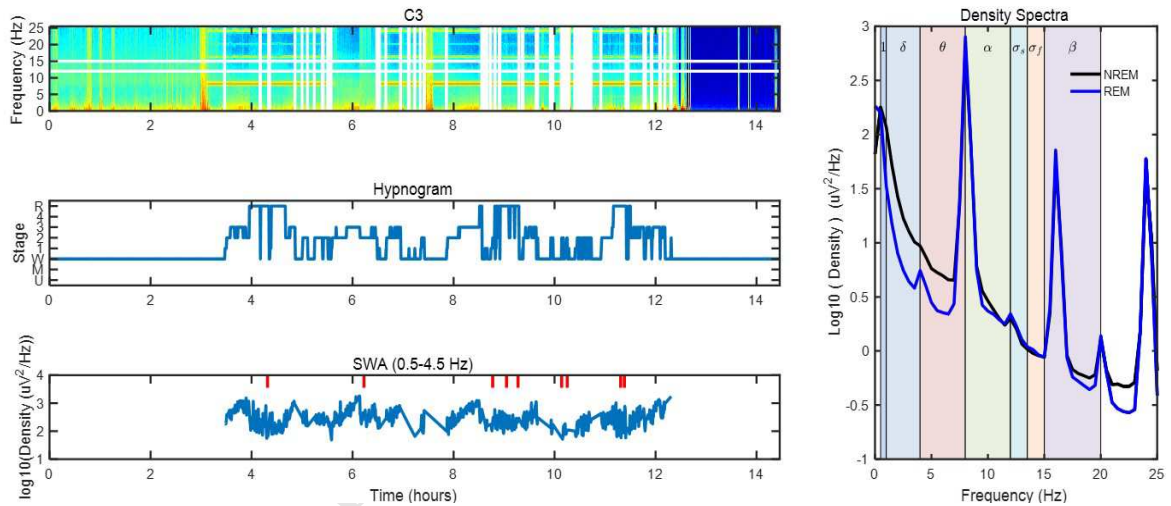 C3
Frequency (Hz)
25
20
15
10
5
0
0 2 4 6 8 10 12 14
Hypnogram
Stage
R
4
3
2
1
W
M
U
0 2 4 6 8 10 12 14
SWA (0.5-4.5 Hz)
log10(Density (uV²/Hz))
4
3
2
1
0 2 4 6 8 10 12 14
Time (hours)
Density Spectra
Log10 ( Density ) (uV²/Hz)
3
2.5
2
1.5
1
0.5
0
-0.5
-1
1 δ θ α σs σf β
NREM
REM
0 5 10 15 20 25
Frequency (Hz)